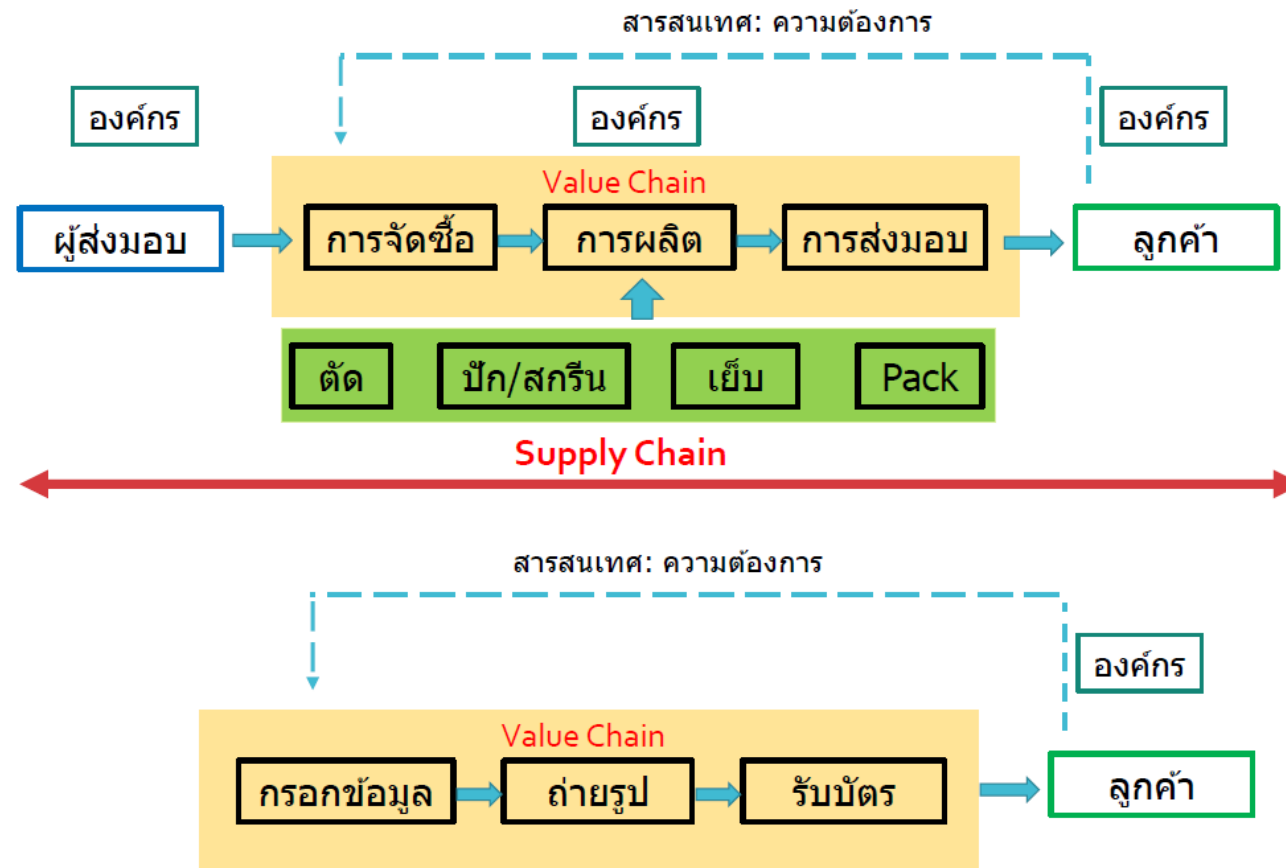 สารสนเทศ: ความต้องการ
องค์กร
องค์กร
องค์กร
Value Chain
ผู้ส่งมอบ
การจัดซื้อ
การผลิต
การส่งมอบ
ลูกค้า
ตัด
ปัก/สกรีน
เย็บ
Pack
Supply Chain
สารสนเทศ: ความต้องการ
องค์กร
Value Chain
กรอกข้อมูล
ถ่ายรูป
รับบัตร
ลูกค้า